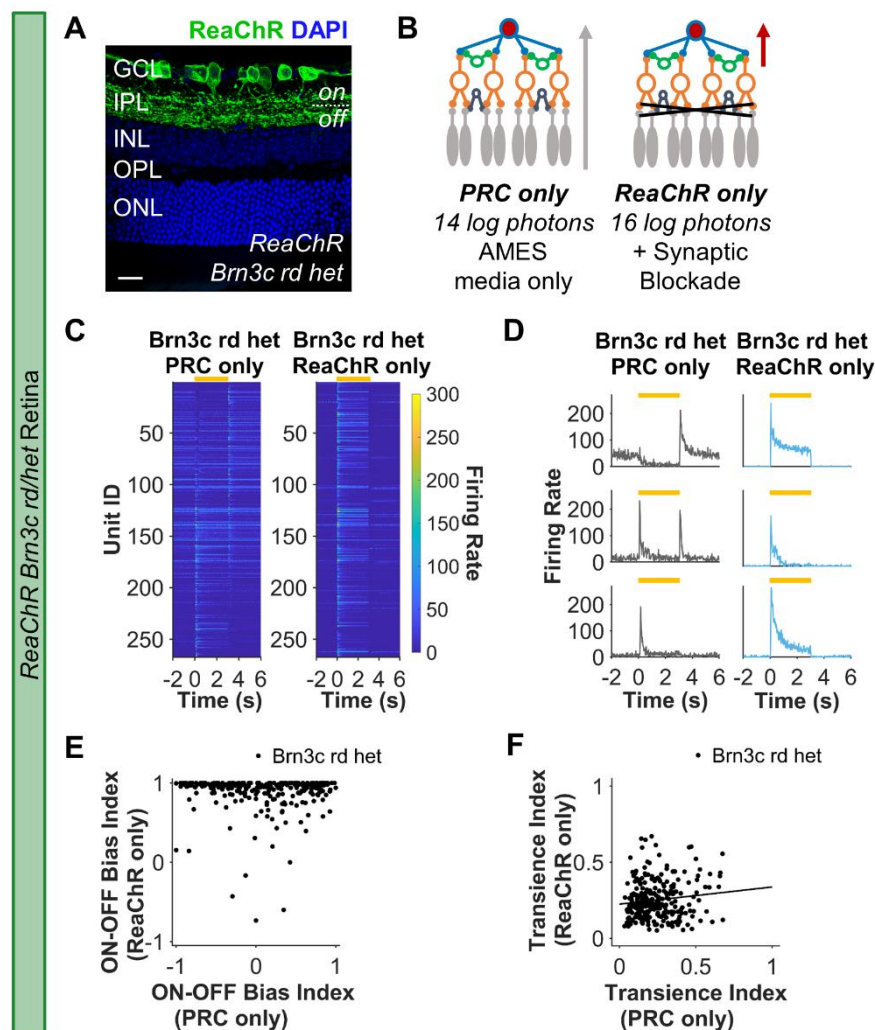 ReaChR Brn3c rd/het Retina
A
ReaChR DAPI
GCL
IPL
on
off
INL
OPL
ONL
ReaChR
Brn3c rd het
B
PRC only
14 log photons
AMES
media only
ReaChR only
16 log photons
+ Synaptic
Blockade
C
Brn3c rd het
PRC only
Brn3c rd het
ReaChR only
Unit ID
50
100
150
200
250
-2 0 2 4 6
Time (s)
-2 0 2 4 6
Time (s)
300
250
200
150
100
50
0
Firing Rate
D
Brn3c rd het
PRC only
Brn3c rd het
ReaChR only
Firing Rate
200
100
0
200
100
0
200
100
0
-2 0 2 4 6
Time (s)
-2 0 2 4 6
Time (s)
E
Brn3c rd het
ON-OFF Bias Index
(ReaChR only)
1
0
-1
-1 0 1
ON-OFF Bias Index
(PRC only)
F
Brn3c rd het
Transience Index
(ReaChR only)
1
0.5
0
0 0.5 1
Transience Index
(PRC only)